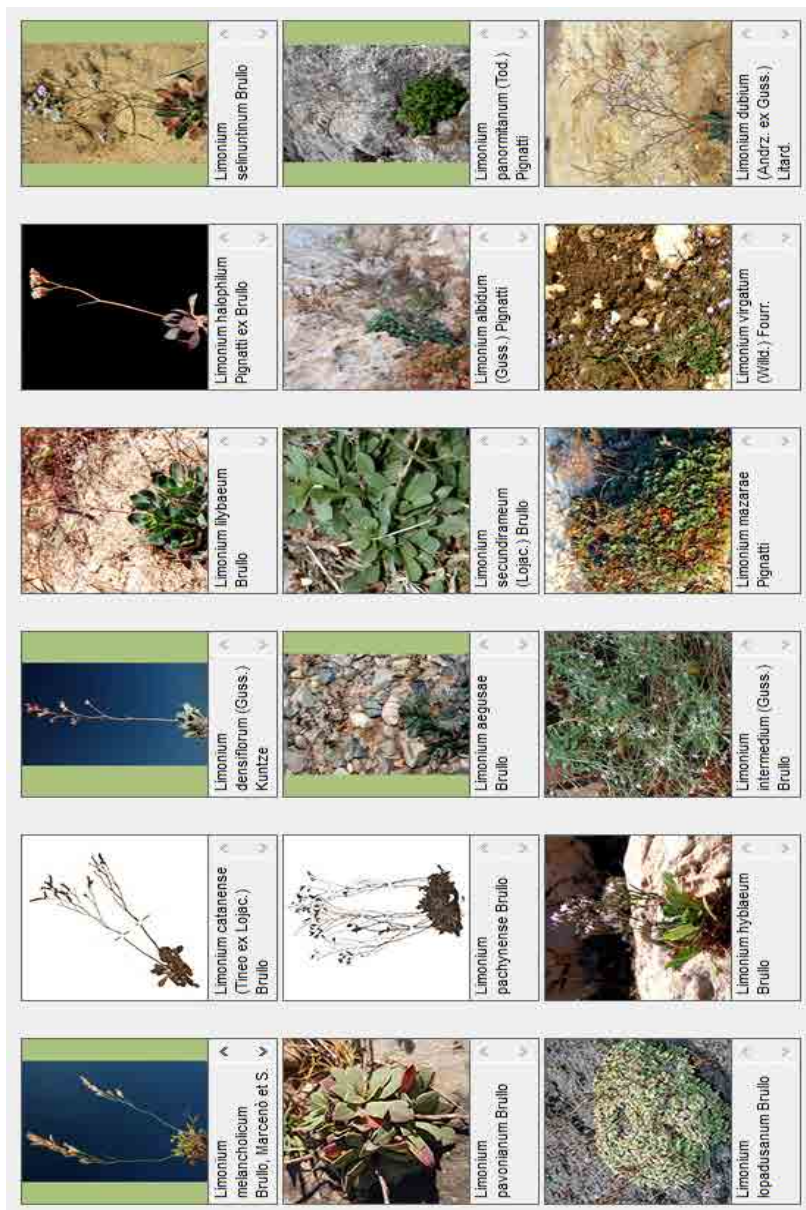 Limonium
melancholicum
Brullo, Marcenò et S.
Limonium catanense
(Tineo ex Lojac.)
Brullo
Limonium
densiflorum (Guss.)
Kuntze
Limonium lilybaeum
Brullo
Limonium halophilum
Pignatti ex Brullo
Limonium
selinuntinum Brullo
Limonium
pavonianum Brullo
Limonium
pachynense Brullo
Limonium aegusae
Brullo
Limonium
secundirameum
(Lojac.) Brullo
Limonium albidum
(Guss.) Pignatti
Limonium
panormitanum (Tod.)
Pignatti
Limonium
lopadusanum Brullo
Limonium hyblaeum
Brullo
Limonium
intermedium (Guss.)
Brullo
Limonium mazarae
Pignatti
Limonium virgatum
(Willd.) Fourr.
Limonium dubium
(Andrz. ex Guss.)
Litard.